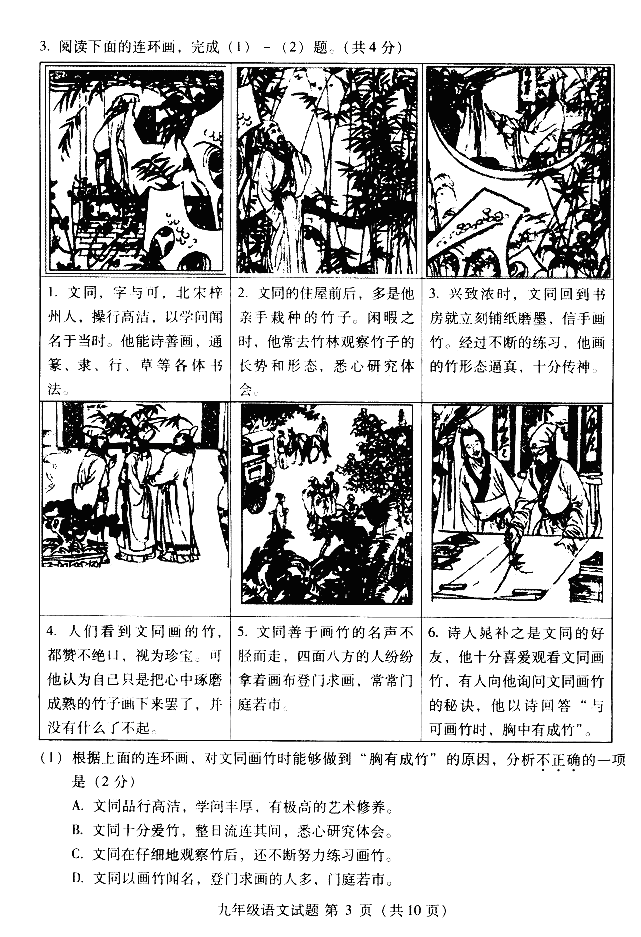 3. 阅读下面的连环画，完成（1）-（2）题。（共4分）
1. 文同，字与可，北宋梓
州人，操行高洁，以学问闻
名于当时。他能诗善画，通
篆、隶、行、草等各体书
法。
2. 文同的住屋前后，多是他
亲手栽种的竹子。闲暇之
时，他常去竹林观察竹子的
长势和形态，悉心研究体
会。
3. 兴致浓时，文同回到书
房就立刻铺纸磨墨，信手画
竹。经过不断的练习，他画
的竹形态逼真，十分传神。
4. 人们看到文同画的竹，
都赞不绝口，视为珍宝。可
他认为自己只是把心中琢磨
成熟的竹子画下来罢了，并
没有什么了不起。
5. 文同善于画竹的名声不
胫而走，四面八方的人纷纷
拿着画布登门求画，常常门
庭若市。
6. 诗人晁补之是文同的好
友，他十分喜爱观看文同画
竹，有人向他询问文同画竹
的秘诀，他以诗回答“与
可画竹时，胸中有成竹”。
（1）根据上面的连环画，对文同画竹时能够做到“胸有成竹”的原因，分析不正确的一项
是（2分）
A. 文同品行高洁，学问丰厚，有极高的艺术修养。
B. 文同十分爱竹，整日流连其间，悉心研究体会。
C. 文同在仔细地观察竹后，还不断努力练习画竹。
D. 文同以画竹闻名，登门求画的人多，门庭若市。
九年级语文试题 第 3 页（共10页）